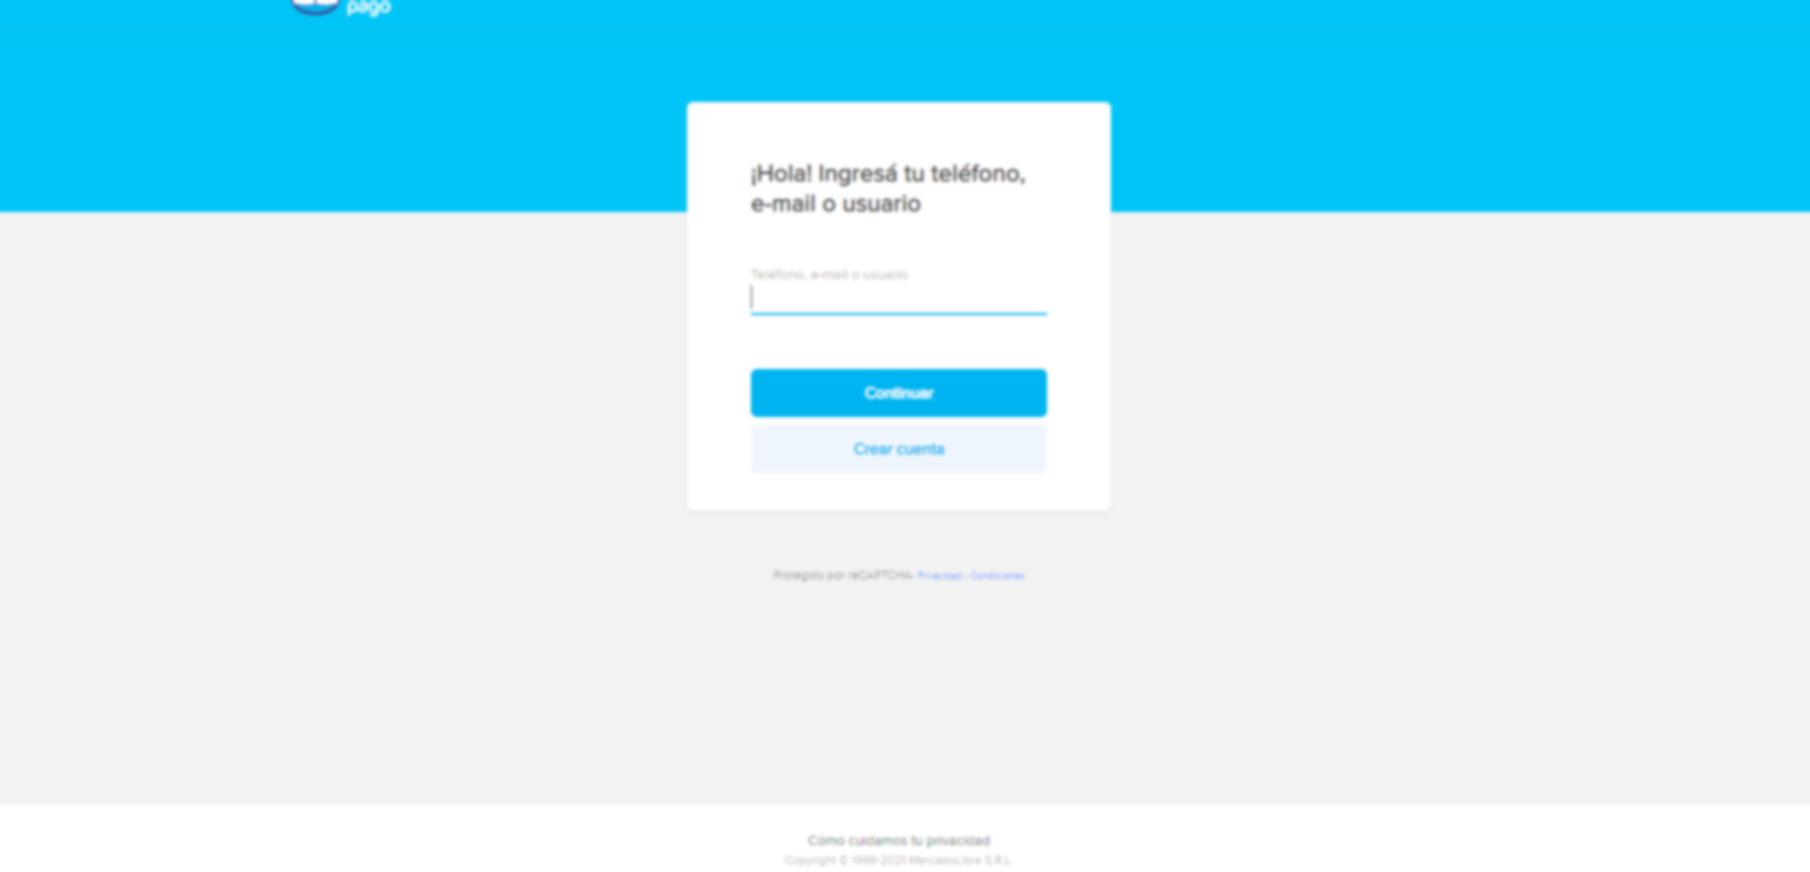 pago
¡Hola! Ingresá tu teléfono,
e-mail o usuario
Teléfono, e-mail o usuario
Continuar
Crear cuenta
Protegido por reCAPTCHA- Privacidad - Condiciones
Cómo cuidamos tu privacidad
Copyright © 1999-2021 MercadoLibre S.R.L.